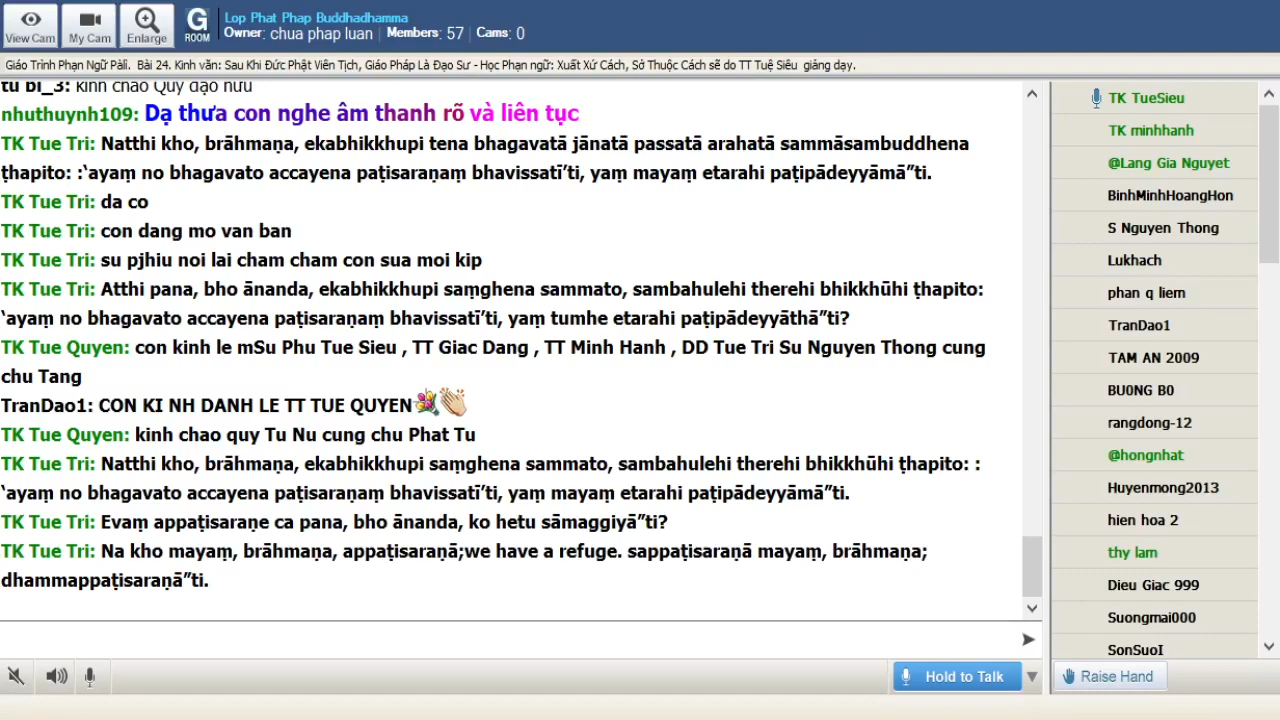 View Cam
My Cam
Enlarge
G
ROOM
Lop Phat Phap Buddhadhamma
Owner: chua phap luan | Members: 57 | Cams: 0
Giáo Trình Phạn Ngữ Pàli. Bài 24. Kinh văn: Sau Khi Đức Phật Viên Tịch, Giáo Pháp Là Đạo Sư - Học Phạn ngữ: Xuất Xứ Cách, Sở Thuộc Cách sẽ do TT Tuệ Siêu giảng dạy.
tu bi_3: kính chào Quý đạo hữu
nhuthuynh109: Dạ thưa con nghe âm thanh rõ và liên tục
TK Tue Tri: Natthi kho, brāhmaṇa, ekabhikkhupi tena bhagavatā jānatā passatā arahatā sammāsambuddhena
ṭhapito: :‘ayaṃ no bhagavato accayena paṭisaraṇaṃ bhavissatī’ti, yaṃ mayaṃ etarahi paṭipādeyyāmā”ti.
TK Tue Tri: da co
TK Tue Tri: con dang mo van ban
TK Tue Tri: su pjhiu noi lai cham cham con sua moi kip
TK Tue Tri: Atthi pana, bho ānanda, ekabhikkhupi saṃghena sammato, sambahulehi therehi bhikkhūhi ṭhapito:
‘ayaṃ no bhagavato accayena paṭisaraṇaṃ bhavissatī’ti, yaṃ tumhe etarahi paṭipādeyyāthā”ti?
TK Tue Quyen: con kinh le mSu Phu Tue Sieu , TT Giac Dang , TT Minh Hanh , DD Tue Tri Su Nguyen Thong cung
chu Tang
TranDao1: CON KI NH DANH LE TT TUE QUYEN
TK Tue Quyen: kinh chao quy Tu Nu cung chu Phat Tu
TK Tue Tri: Natthi kho, brāhmaṇa, ekabhikkhupi saṃghena sammato, sambahulehi therehi bhikkhūhi ṭhapito: :
‘ayaṃ no bhagavato accayena paṭisaraṇaṃ bhavissatī’ti, yaṃ mayaṃ etarahi paṭipādeyyāmā”ti.
TK Tue Tri: Evaṃ appaṭisaraṇe ca pana, bho ānanda, ko hetu sāmaggiyā”ti?
TK Tue Tri: Na kho mayaṃ, brāhmaṇa, appaṭisaraṇā;we have a refuge. sappaṭisaraṇā mayaṃ, brāhmaṇa;
dhammappaṭisaraṇā”ti.
TK TueSieu
TK minhhanh
@Lang Gia Nguyet
BinhMinhHoangHon
S Nguyen Thong
Lukhach
phan q liem
TranDao1
TAM AN 2009
BU0NG B0
rangdong-12
@hongnhat
Huyenmong2013
hien hoa 2
thy lam
Dieu Giac 999
Suongmai000
SonSuoI
Hold to Talk
Raise Hand